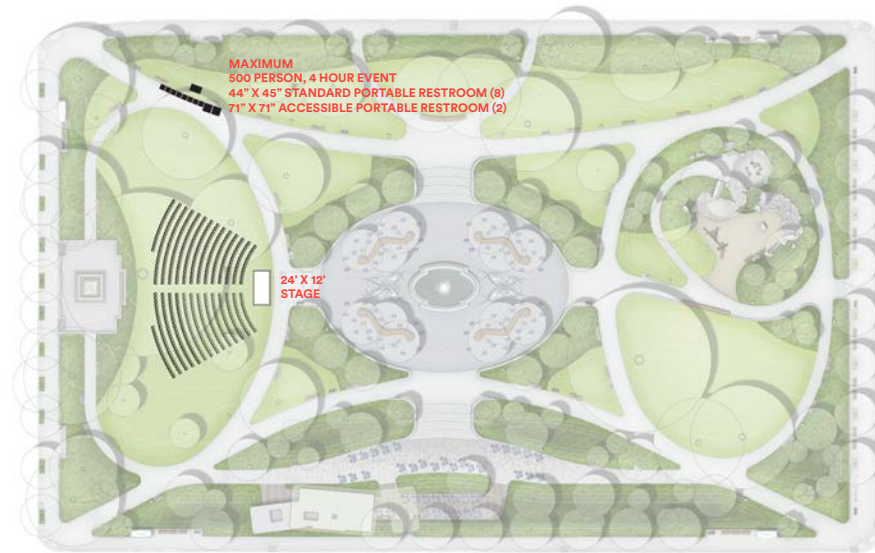 MAXIMUM
500 PERSON, 4 HOUR EVENT
44” X 45” STANDARD PORTABLE RESTROOM (8)
71” X 71” ACCESSIBLE PORTABLE RESTROOM (2)
24’ X 12’
STAGE